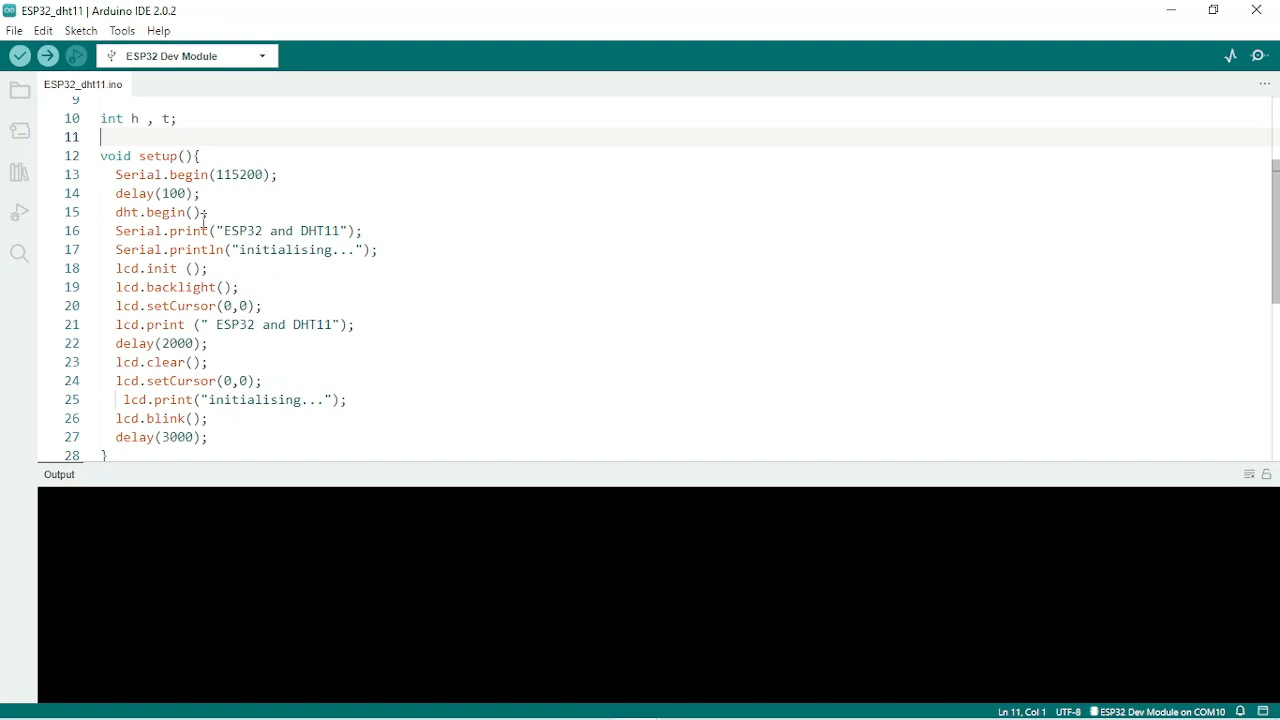 ESP32_dht11 | Arduino IDE 2.0.2
File Edit Sketch Tools Help
ESP32 Dev Module
ESP32_dht11.ino
9
10 int h , t;
11
12 void setup(){
13 Serial.begin(115200);
14 delay(100);
15 dht.begin();
16 Serial.print("ESP32 and DHT11");
17 Serial.println("initialising...");
18 lcd.init ();
19 lcd.backlight();
20 lcd.setCursor(0,0);
21 lcd.print (" ESP32 and DHT11");
22 delay(2000);
23 lcd.clear();
24 lcd.setCursor(0,0);
25 lcd.print("initialising...");
26 lcd.blink();
27 delay(3000);
28 }
Output
Ln 11, Col 1 UTF-8 ESP32 Dev Module on COM10